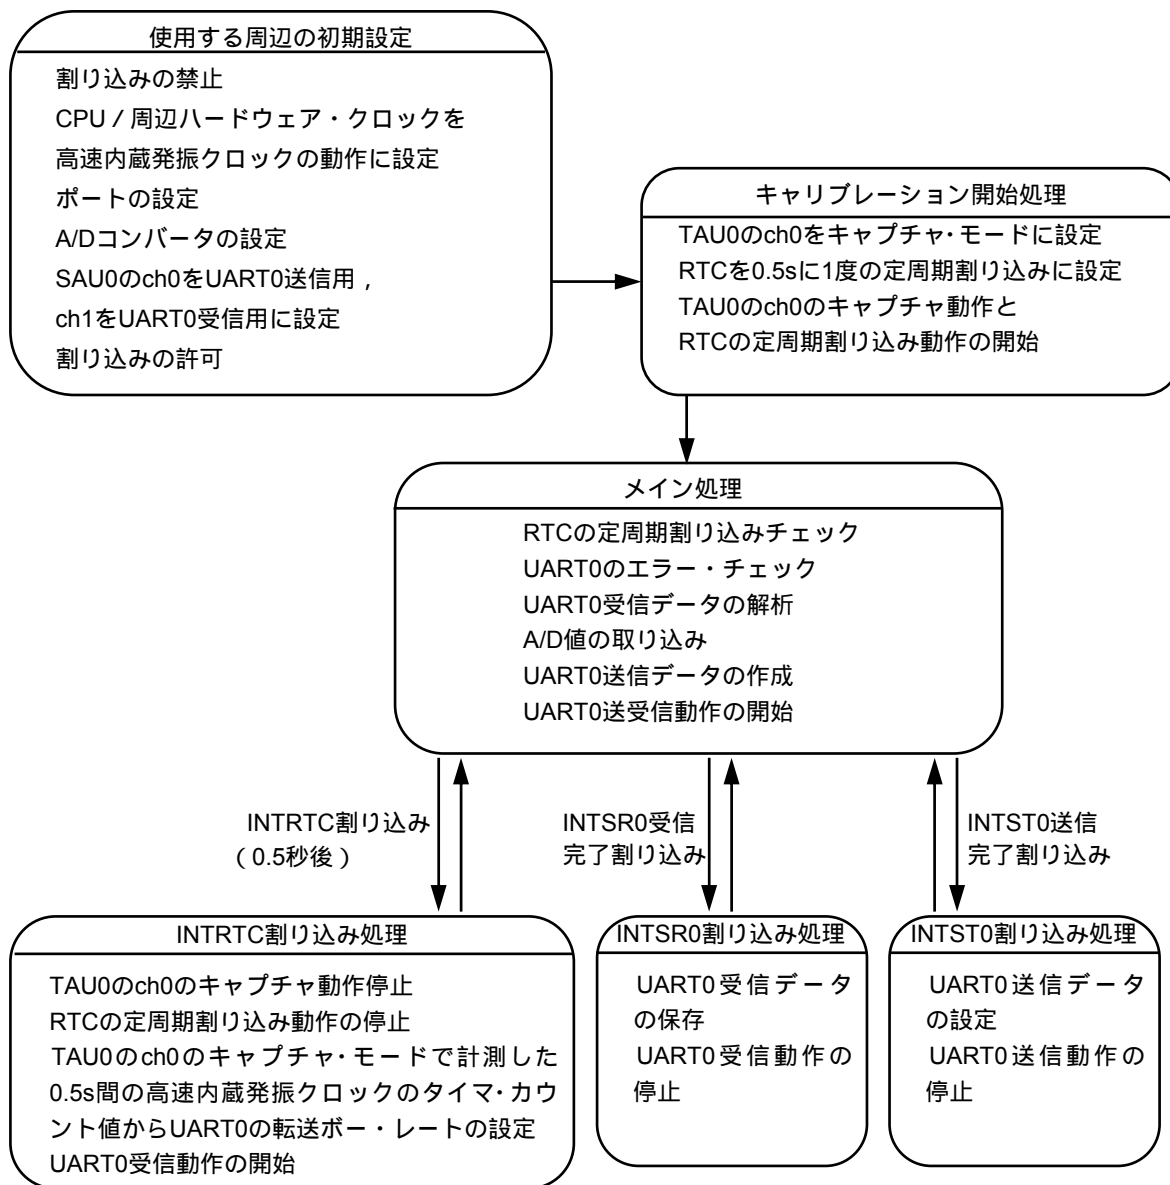 使用する周辺の初期設定
割り込みの禁止
CPU／周辺ハードウェア・クロックを
高速内蔵発振クロックの動作に設定
ポートの設定
A/Dコンバータの設定
SAU0のch0をUART0送信用，
ch1をUART0受信用に設定
割り込みの許可
キャリブレーション開始処理
TAU0のch0をキャプチャ・モードに設定
RTCを0.5sに1度の定周期割り込みに設定
TAU0のch0のキャプチャ動作と
RTCの定周期割り込み動作の開始
メイン処理
RTCの定周期割り込みチェック
UART0のエラー・チェック
UART0受信データの解析
A/D値の取り込み
UART0送信データの作成
UART0送受信動作の開始
INTRTC割り込み
（0.5秒後）
INTSR0受信
完了割り込み
INTST0送信
完了割り込み
INTRTC割り込み処理
TAU0のch0のキャプチャ動作停止
RTCの定周期割り込み動作の停止
TAU0のch0のキャプチャ・モードで計測した
0.5s間の高速内蔵発振クロックのタイマ・カウ
ント値からUART0の転送ボー・レートの設定
UART0受信動作の開始
INTSR0割り込み処理
UART0受信データ
の保存
UART0受信動作の
停止
INTST0割り込み処理
UART0送信データ
の設定
UART0送信動作の
停止